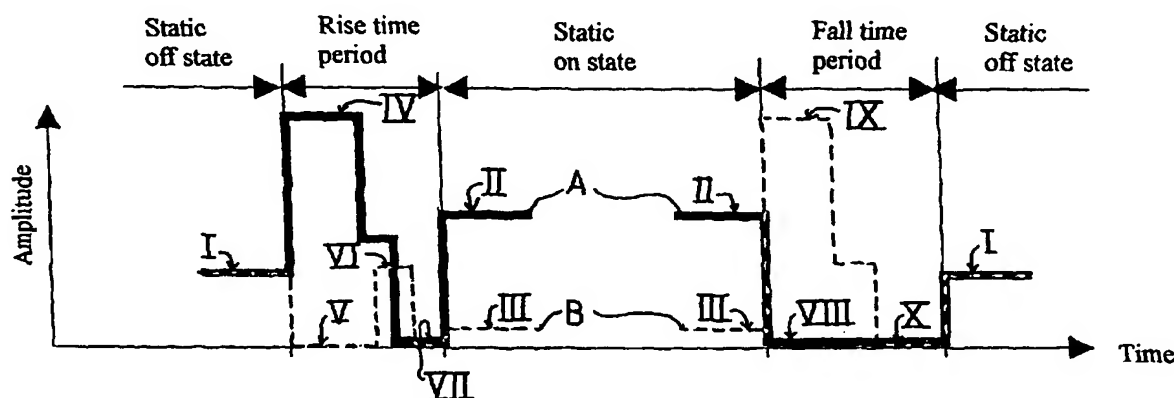 Static
off state
Rise time
period
Static
on state
Fall time
period
Static
off state
IV
IX
II
A
II
I
VI
I
Amplitude
V
III
B
III
VIII
X
VII
Time